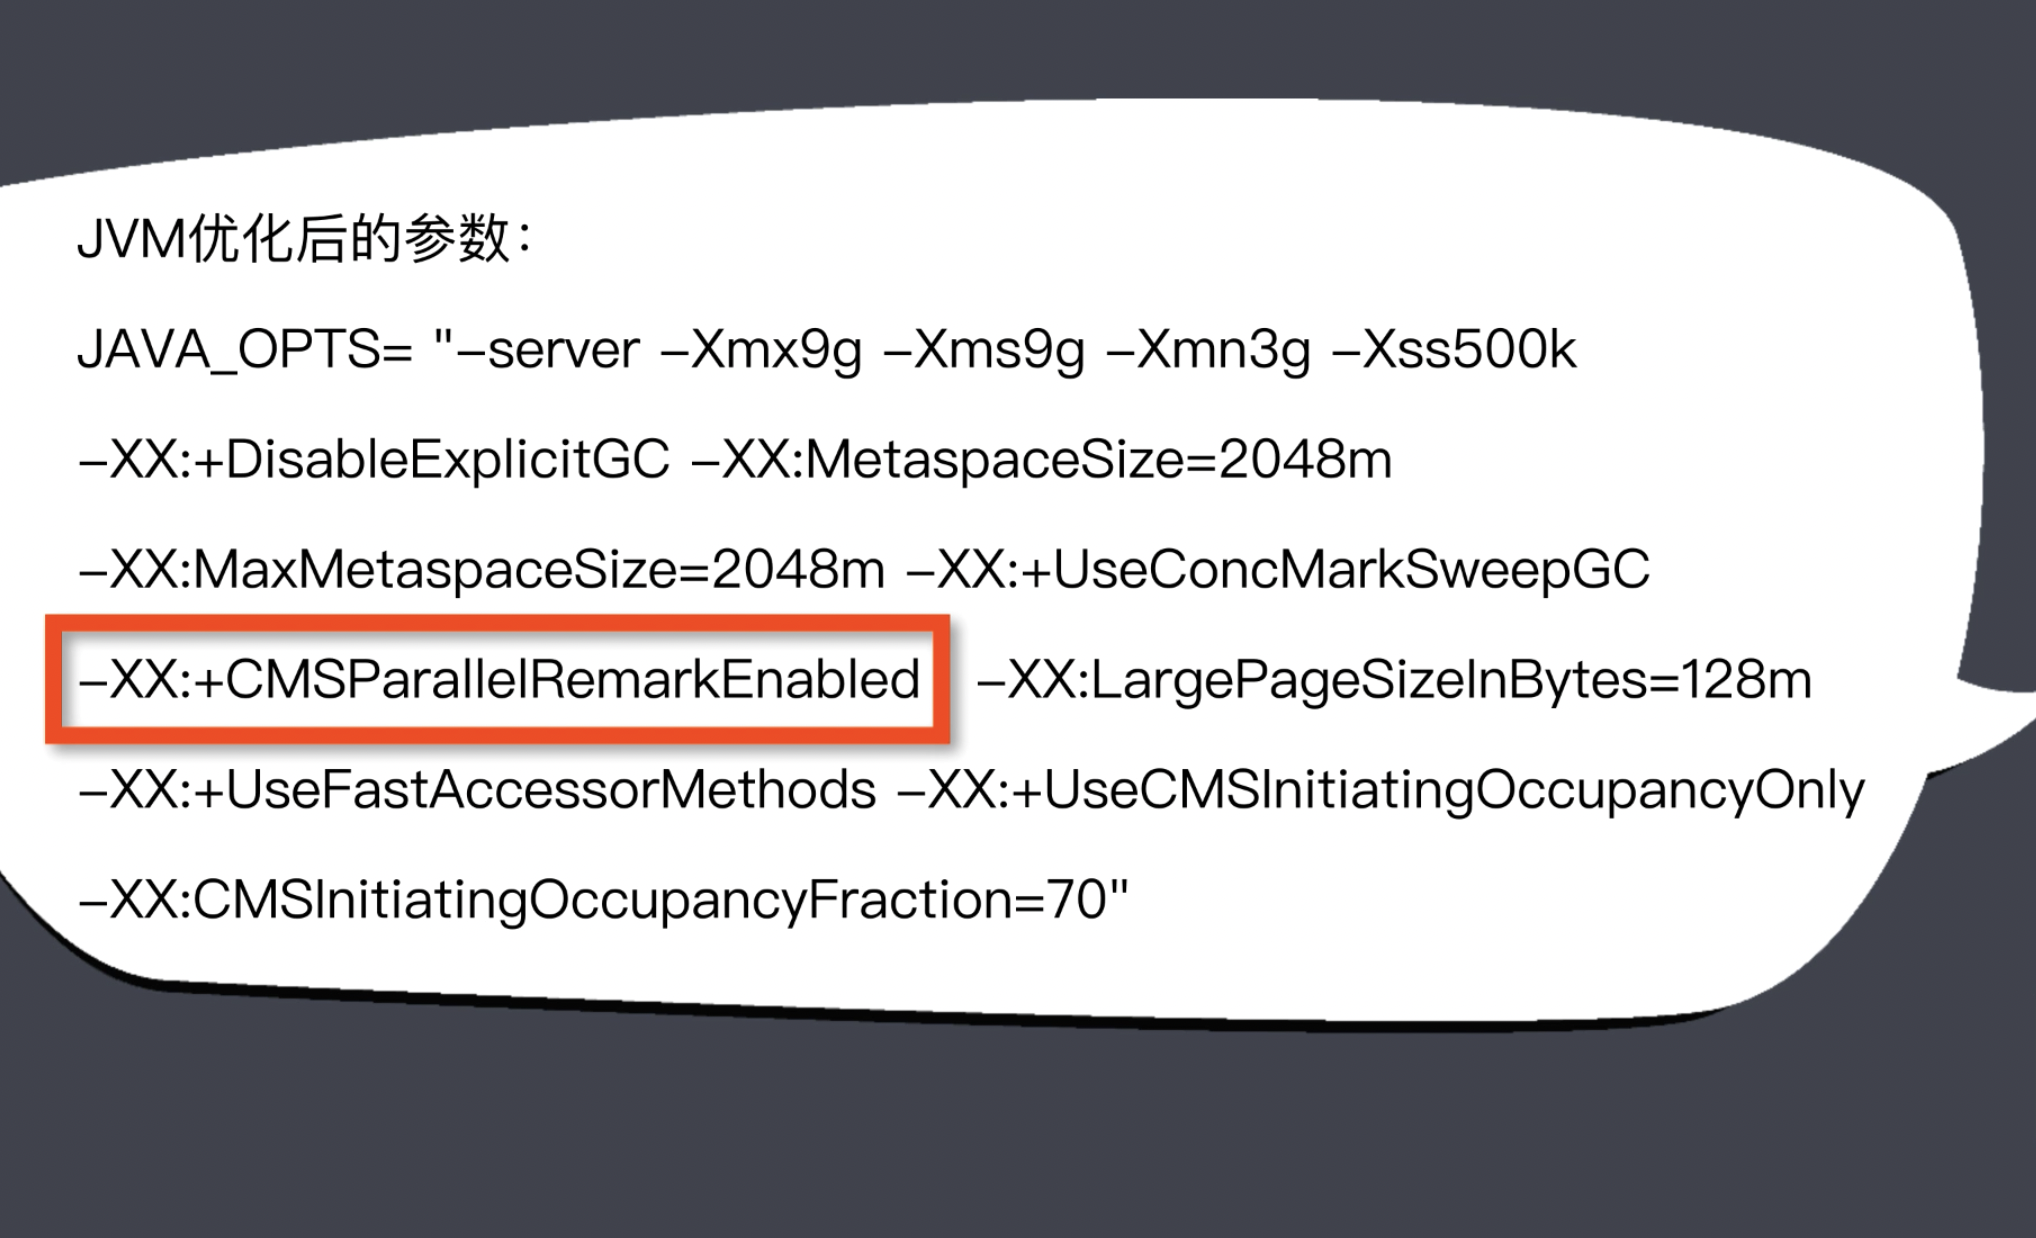 JVM优化后的参数：
JAVA_OPTS= "–server –Xmx9g –Xms9g –Xmn3g –Xss500k
–XX:+DisableExplicitGC –XX:MetaspaceSize=2048m
–XX:MaxMetaspaceSize=2048m –XX:+UseConcMarkSweepGC
–XX:+CMSParallelRemarkEnabled –XX:LargePageSizeInBytes=128m
–XX:+UseFastAccessorMethods –XX:+UseCMSInitiatingOccupancyOnly
–XX:CMSInitiatingOccupancyFraction=70"